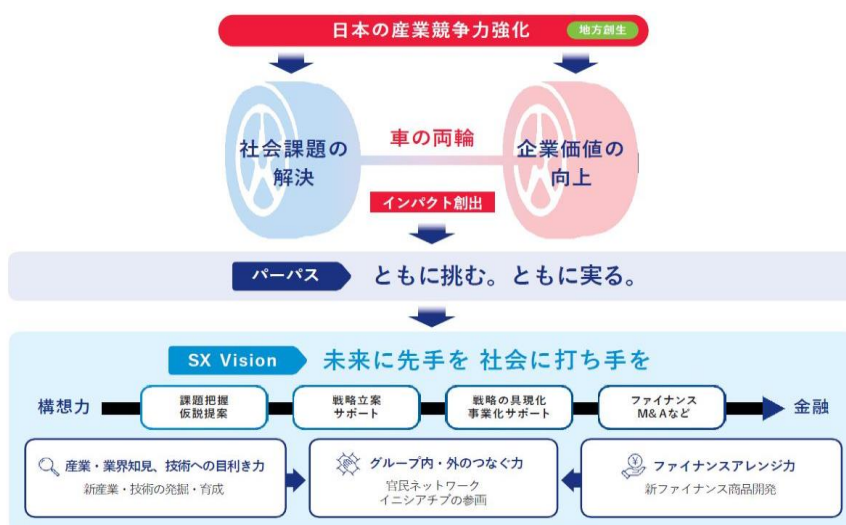 日本の産業競争力強化
地方創生
社会課題の
解決
車の両輪
企業価値の
向上
インパクト創出
パーパス
ともに挑む。ともに実る。
SX Vision
未来に先手を 社会に打ち手を
構想力
課題把握
仮説提案
戦略立案
サポート
戦略の具現化
事業化サポート
ファイナンス
M&Aなど
金融
産業・業界知見、技術への目利き力
新産業・技術の発掘・育成
グループ内・外のつなぐ力
官民ネットワーク
イニシアチブの参画
ファイナンスアレンジ力
新ファイナンス商品開発